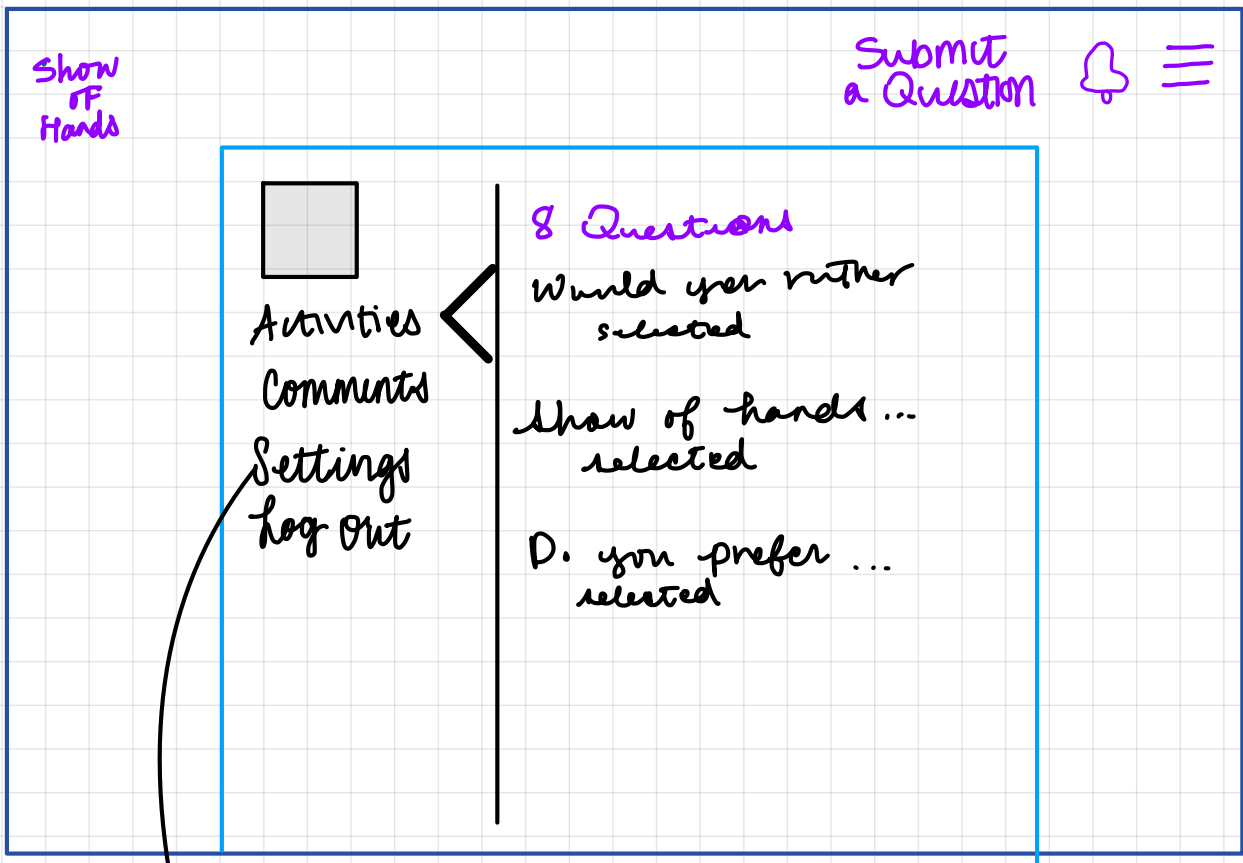 Show
OF
Hands
Submit
a Question
Activities
Comments
Settings
Log Out
8 Questions
Would you rather
selected
Show of hands ...
selected
Do you prefer ...
selected